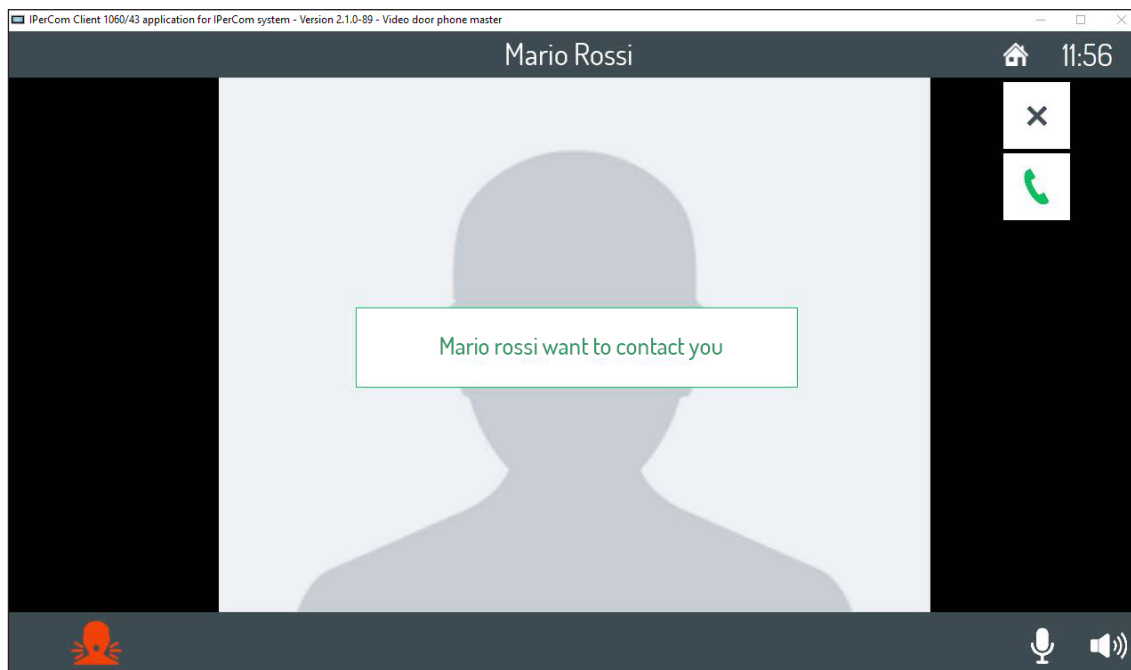 IPerCom Client 1060/43 application for IPerCom system - Version 2.1.0-89 - Video door phone master
Mario Rossi
11:56
Mario rossi want to contact you